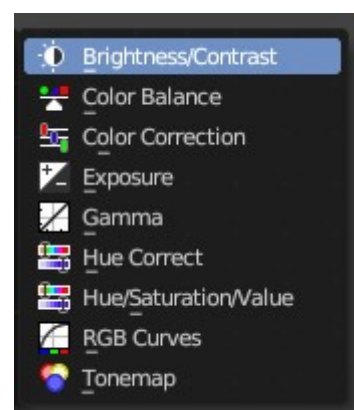 Brightness/Contrast
Color Balance
Color Correction
Exposure
Gamma
Hue Correct
Hue/Saturation/Value
RGB Curves
Tonemap